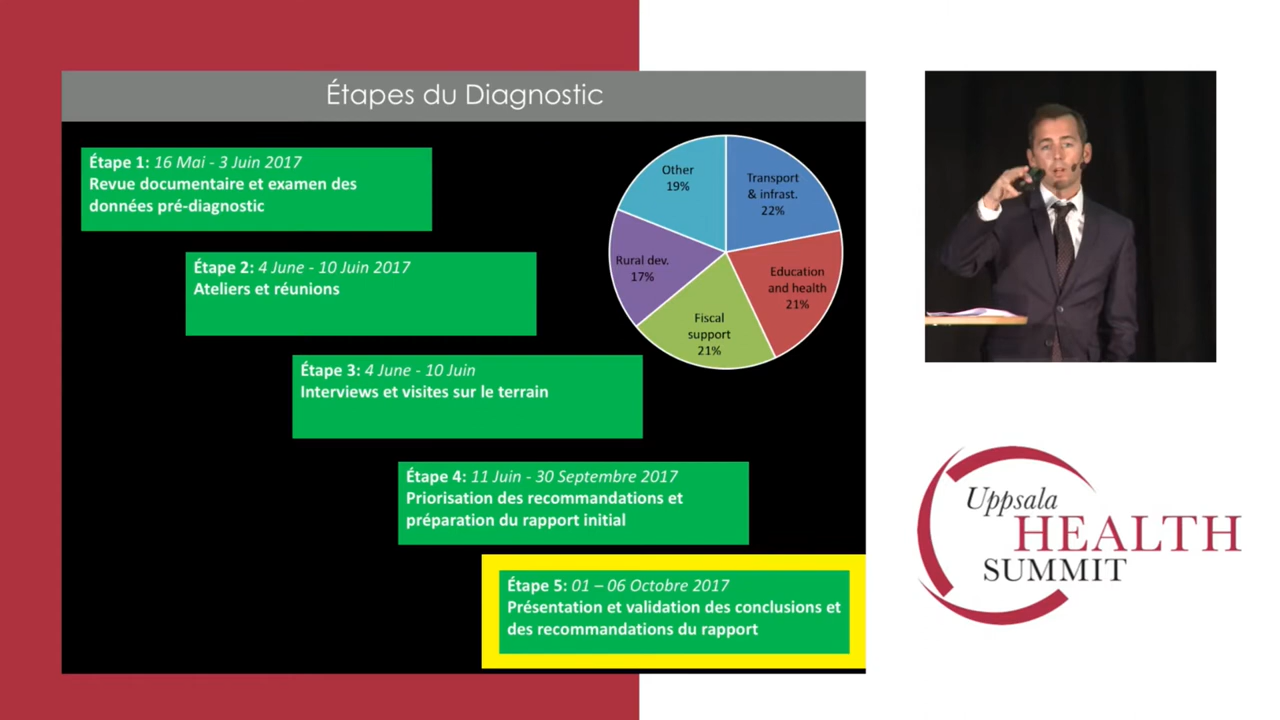 Étapes du Diagnostic
Étape 1: 16 Mai - 3 Juin 2017
Revue documentaire et examen des
données pré-diagnostic
Étape 2: 4 June - 10 Juin 2017
Ateliers et réunions
Étape 3: 4 June - 10 Juin
Interviews et visites sur le terrain
Étape 4: 11 Juin - 30 Septembre 2017
Priorisation des recommandations et
préparation du rapport initial
Étape 5: 01 – 06 Octobre 2017
Présentation et validation des conclusions et
des recommandations du rapport
Other
19%
Transport
& infrast.
22%
Rural dev.
17%
Education
and health
21%
Fiscal
support
21%
Uppsala
HEALTH
SUMMIT